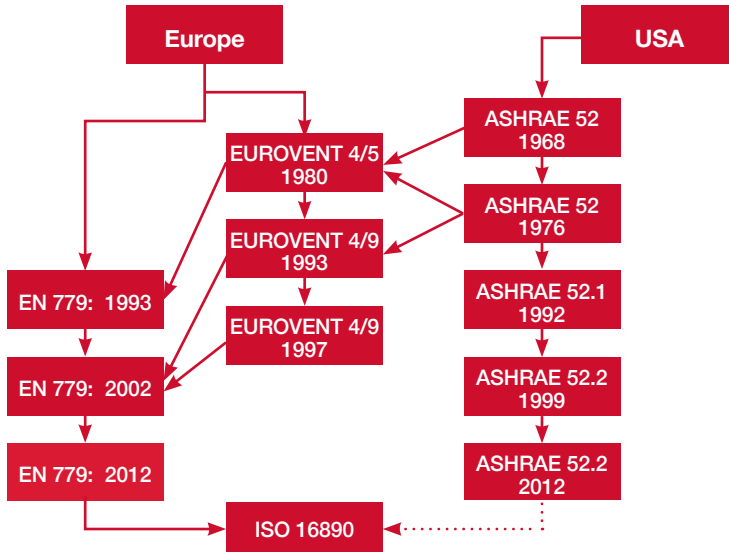 Europe
USA
ASHRAE 52
1968
EUROVENT 4/5
1980
ASHRAE 52
1976
EUROVENT 4/9
1993
EN 779:  1993
ASHRAE 52.1
1992
EUROVENT 4/9
1997
EN 779:  2002
ASHRAE 52.2
1999
EN 779:  2012
ASHRAE 52.2
2012
ISO 16890